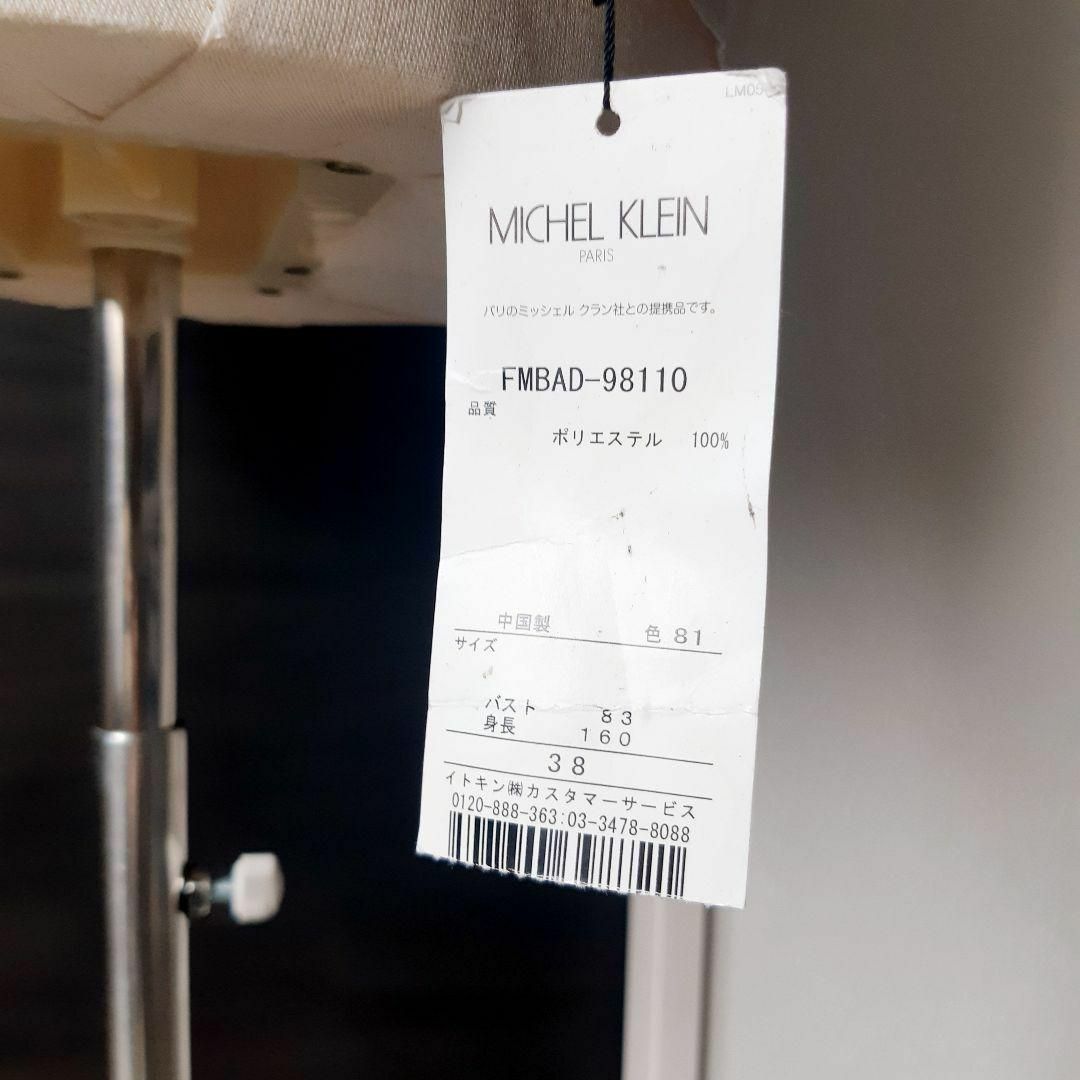 LM05
MICHEL KLEIN
PARIS
パリのミッシェル クラン社との提携品です。
FMBAD-98110
品質
ポリエステル 100%
中国製 色 81
サイズ
バスト 83
身長 160
38
イトキン㈱カスタマーサービス
0120-888-363:03-3478-8088